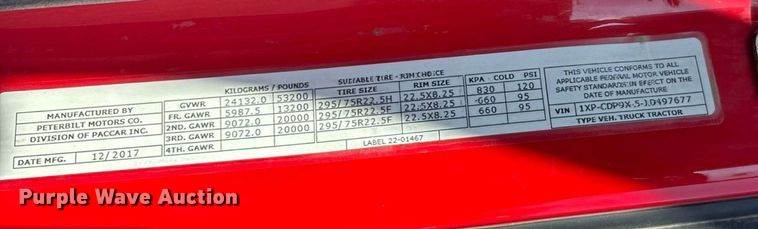 MANUFACTURED BY
PETERBILT MOTORS CO.
DIVISION OF PACCAR INC.
DATE MFG. 12/2017
KILOGRAMS / POUNDS
GVWR 24132.0 53200
FR. GAWR 5987.5 13200
2ND. GAWR 9072.0 20000
3RD. GAWR 9072.0 20000
4TH. GAWR
SUITABLE TIRE - RIM CHOICE
TIRE SIZE RIM SIZE
295/75R22.5H 22.5X8.25
295/75R22.5F 22.5X8.25
295/75R22.5F 22.5X8.25
KPA - COLD PSI
830 120
660 95
660 95
LABEL 22-01467
THIS VEHICLE CONFORMS TO ALL
APPLICABLE FEDERAL MOTOR VEHICLE
SAFETY STANDARDS IN EFFECT ON
THE DATE OF MANUFACTURE
VIN
TYPE VEH. TRUCK TRACTOR
Purple Wave Auction